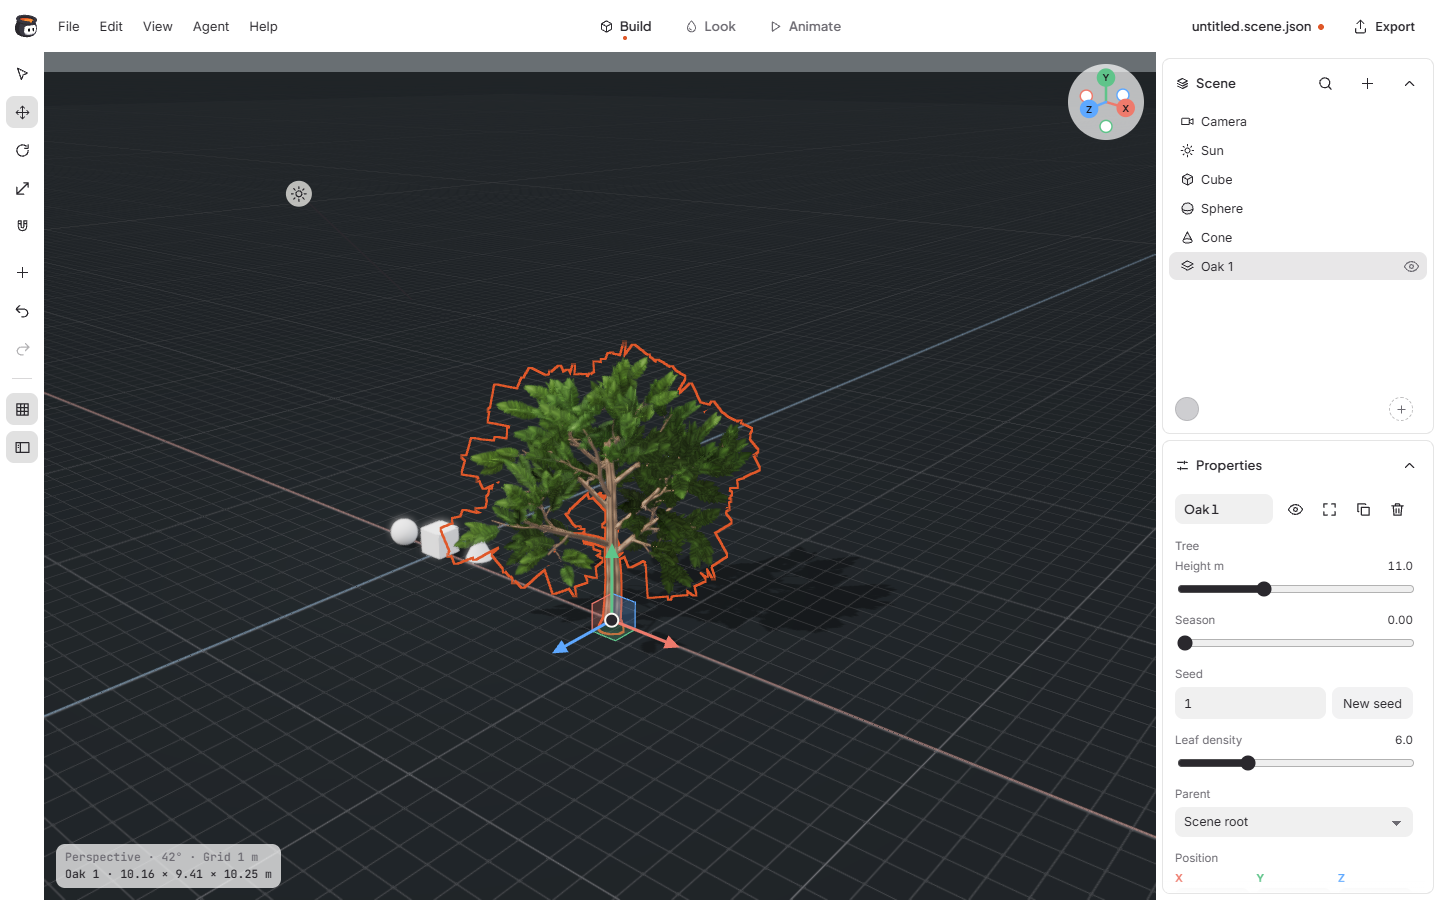 File Edit View Agent Help
Build Look Animate
untitled.scene.json Export
Scene
Camera
Sun
Cube
Sphere
Cone
Oak 1
Y
Z X
Properties
Oak 1
Tree
Height m 11.0
Season 0.00
Seed
1 New seed
Leaf density 6.0
Parent
Scene root
Position
X Y Z
Perspective · 42° · Grid 1 m
Oak 1 · 10.16 × 9.41 × 10.25 m